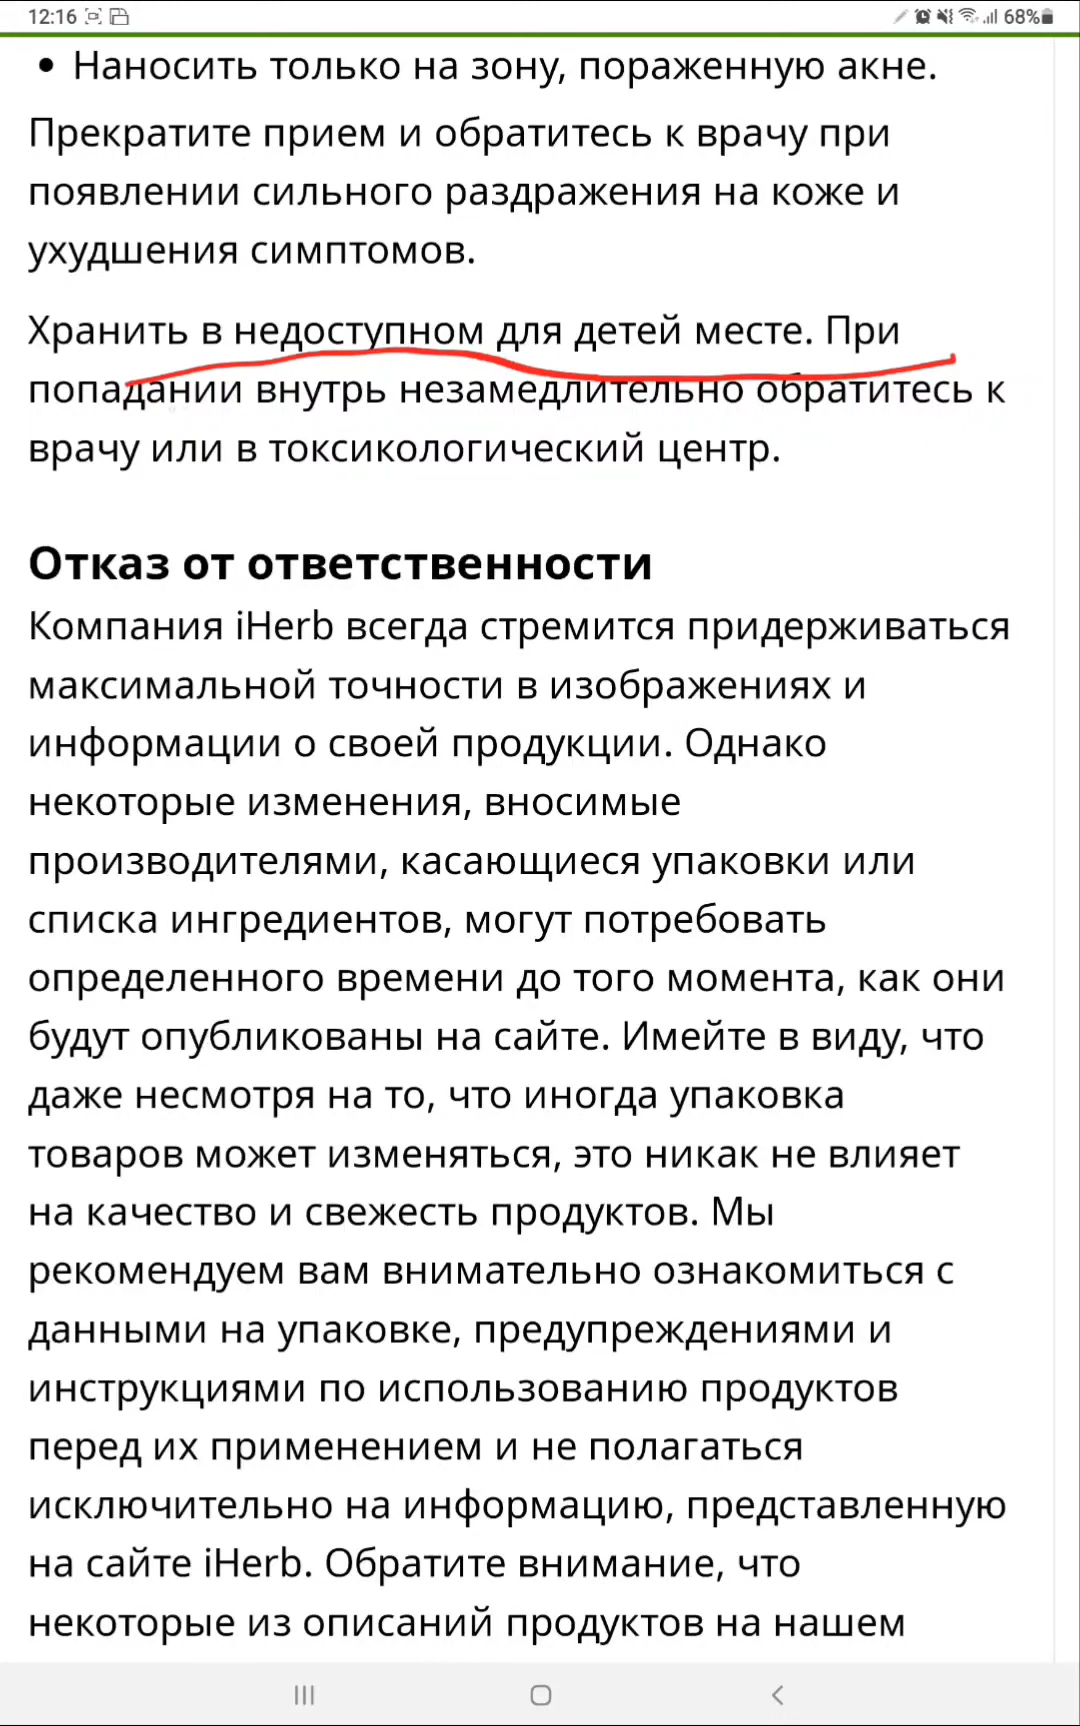 12:16 68%
• Наносить только на зону, пораженную акне.
Прекратите прием и обратитесь к врачу при
появлении сильного раздражения на коже и
ухудшения симптомов.
Хранить в недоступном для детей месте. При
попадании внутрь незамедлительно обратитесь к
врачу или в токсикологический центр.
Отказ от ответственности
Компания iHerb всегда стремится придерживаться
максимальной точности в изображениях и
информации о своей продукции. Однако
некоторые изменения, вносимые
производителями, касающиеся упаковки или
списка ингредиентов, могут потребовать
определенного времени до того момента, как они
будут опубликованы на сайте. Имейте в виду, что
даже несмотря на то, что иногда упаковка
товаров может изменяться, это никак не влияет
на качество и свежесть продуктов. Мы
рекомендуем вам внимательно ознакомиться с
данными на упаковке, предупреждениями и
инструкциями по использованию продуктов
перед их применением и не полагаться
исключительно на информацию, представленную
на сайте iHerb. Обратите внимание, что
некоторые из описаний продуктов на нашем